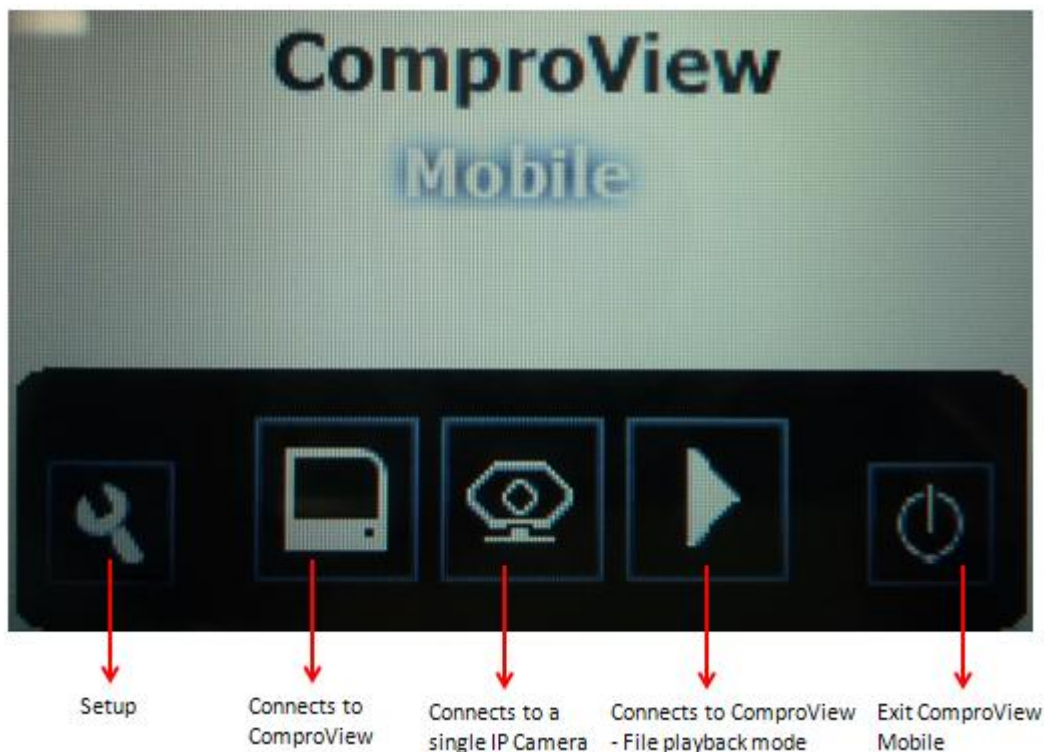 ComproView
Mobile
Setup
Connects to
ComproView
Connects to a
single IP Camera
Connects to ComproView
- File playback mode
Exit ComproView
Mobile